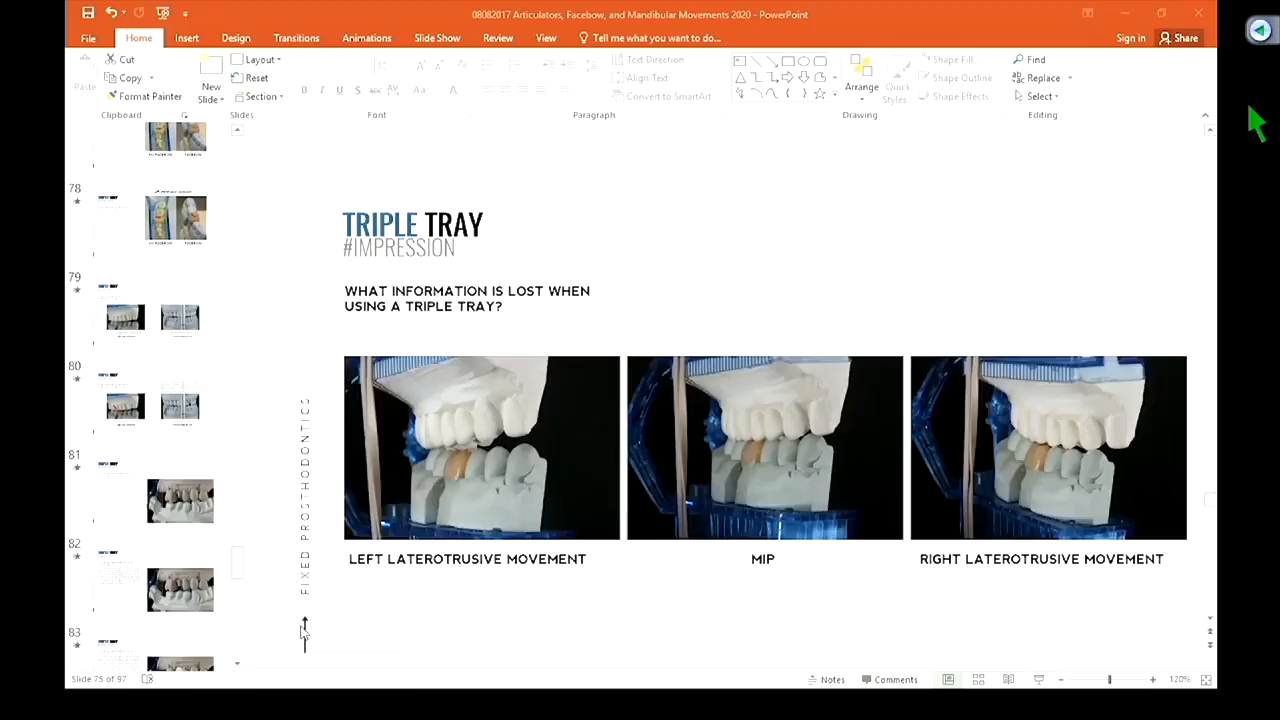 08082017 Articulators, Facebow, and Mandibular Movements 2020 - PowerPoint
File Home Insert Design Transitions Animations Slide Show Review View Tell me what you want to do... Sign in Share
Paste
Cut
Copy
Format Painter
Clipboard
New
Slide
Layout
Reset
Section
Slides
B I U S abc AV Aa A
Font
Text Direction
Align Text
Convert to SmartArt
Paragraph
Arrange
Quick
Styles
Shape Fill
Shape Outline
Shape Effects
Drawing
Find
Replace
Select
Editing
78
79
80
81
82
83
TRIPLE TRAY
#IMPRESSION
WHAT INFORMATION IS LOST WHEN
USING A TRIPLE TRAY?
FIXED PROSTHODONTICS
LEFT LATEROTRUSIVE MOVEMENT
MIP
RIGHT LATEROTRUSIVE MOVEMENT
Slide 75 of 97
Notes
Comments
120%